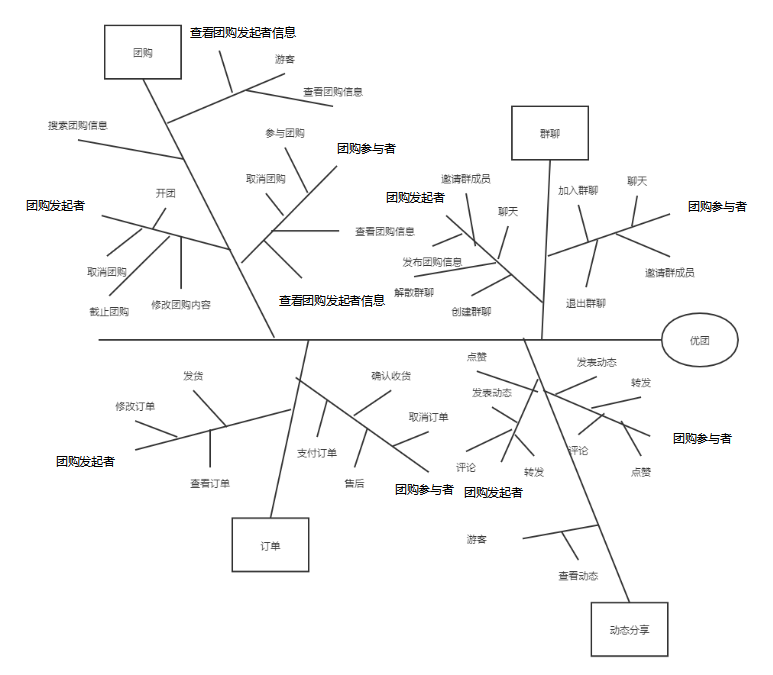 查看团购发起者信息
团购
游客
查看团购信息
搜素团购信息
参与团购
团购参与者
取消团购
开团
团购发起者
查看团购信息
取消团购
截止团购
修改团购内容
查看团购发起者信息
群聊
邀请群成员
团购发起者
聊天
加入群聊
聊天
团购参与者
发布团购信息
解散群聊
创建群聊
邀请群成员
退出群聊
优团
发货
确认收货
修改订单
取消订单
团购发起者
支付订单
查看订单
售后
团购参与者
订单
点赞
发表动态
发表动态
转发
团购参与者
评论
评论
转发
点赞
团购发起者
游客
查看动态
动态分享